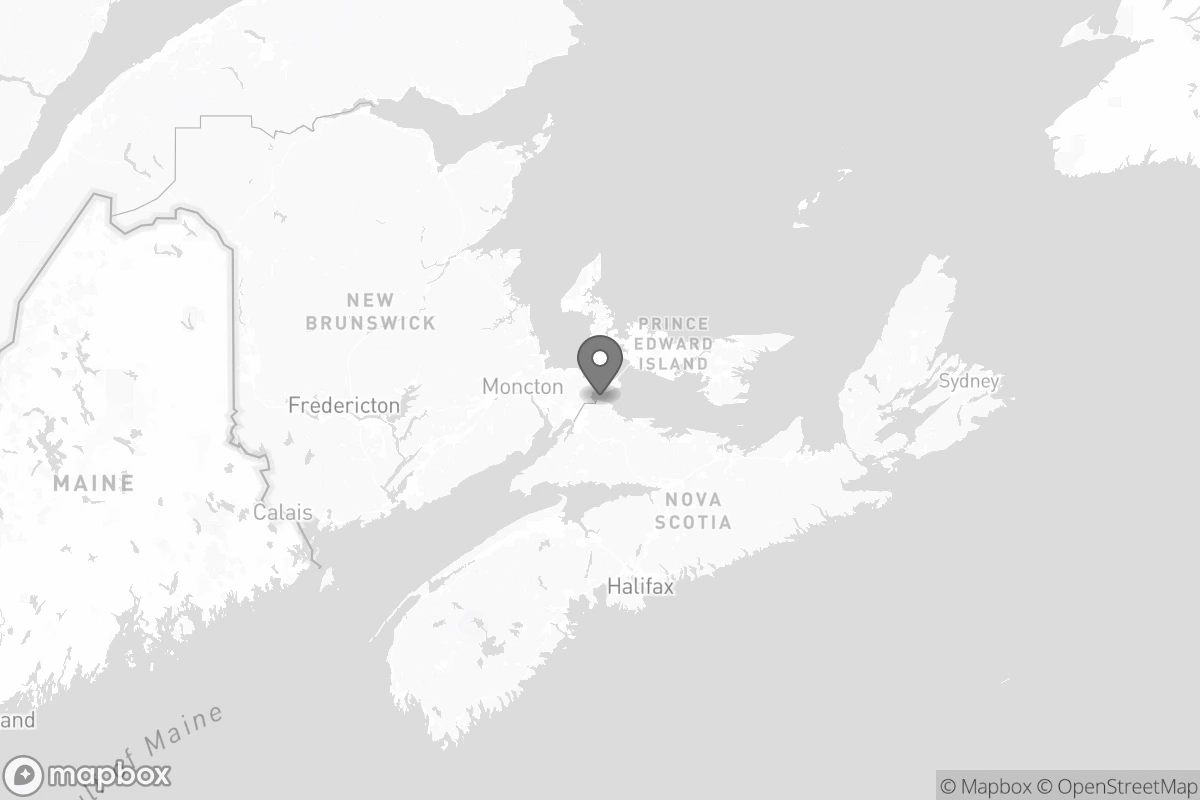 NEW
BRUNSWICK
PRINCE
EDWARD
ISLAND
Moncton
Sydney
Fredericton
MAINE
Calais
NOVA
SCOTIA
Halifax
and
of Maine
mapbox
© Mapbox © OpenStreetMap